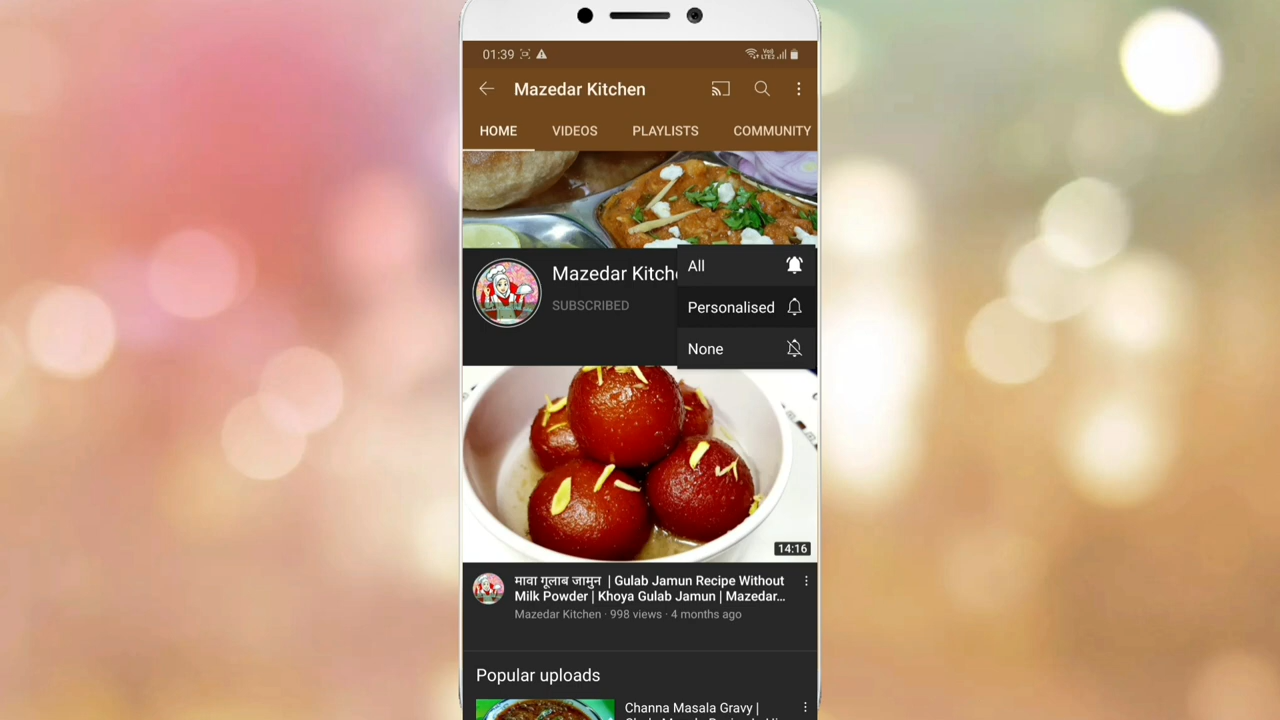 01:39
Mazedar Kitchen
HOME VIDEOS PLAYLISTS COMMUNITY
Mazedar Kitche
SUBSCRIBED
All
Personalised
None
14:16
मावा गूलाब जामुन | Gulab Jamun Recipe Without
Milk Powder | Khoya Gulab Jamun | Mazedar...
Mazedar Kitchen · 998 views · 4 months ago
Popular uploads
Channa Masala Gravy |